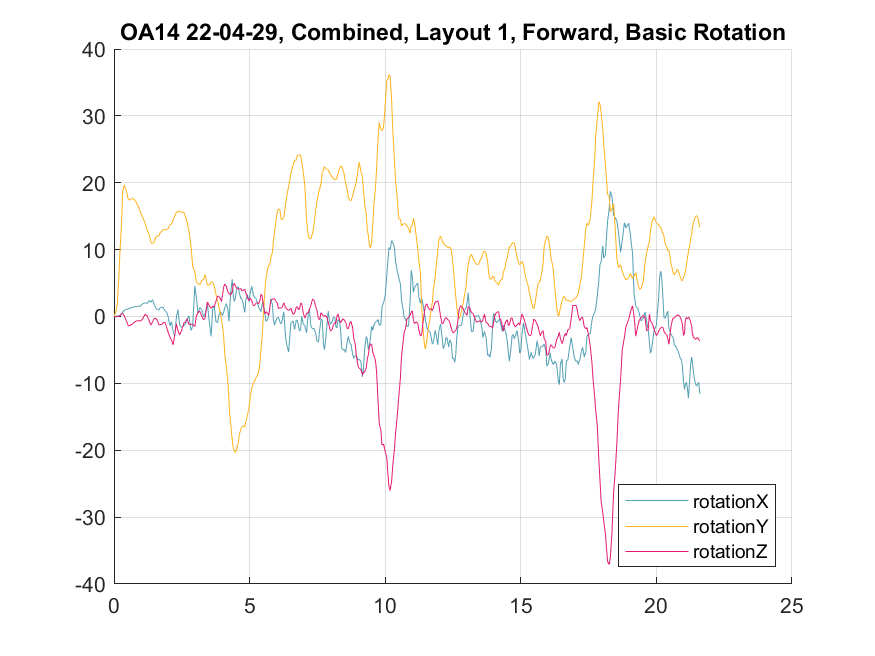 OA14 22-04-29, Combined, Layout 1, Forward, Basic Rotation
40
30
20
10
0
-10
-20
-30
-40
0 5 10 15 20 25
rotationX
rotationY
rotationZ